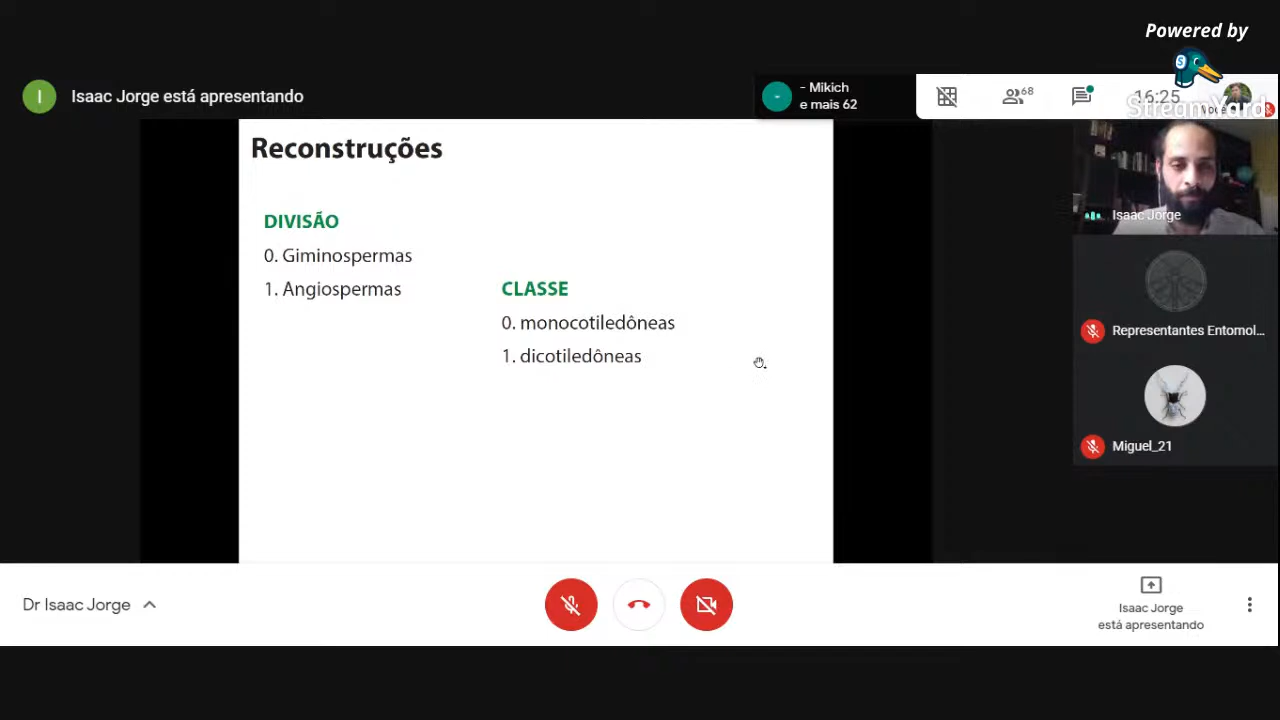 Powered by
StreamYard
I
Isaac Jorge está apresentando
- Mikich
e mais 62
68
16:25
Reconstruções
DIVISÃO
0. Giminospermas
1. Angiospermas
CLASSE
0. monocotiledôneas
1. dicotiledôneas
Isaac Jorge
Representantes Entomol...
Miguel_21
Dr Isaac Jorge
Isaac Jorge
está apresentando